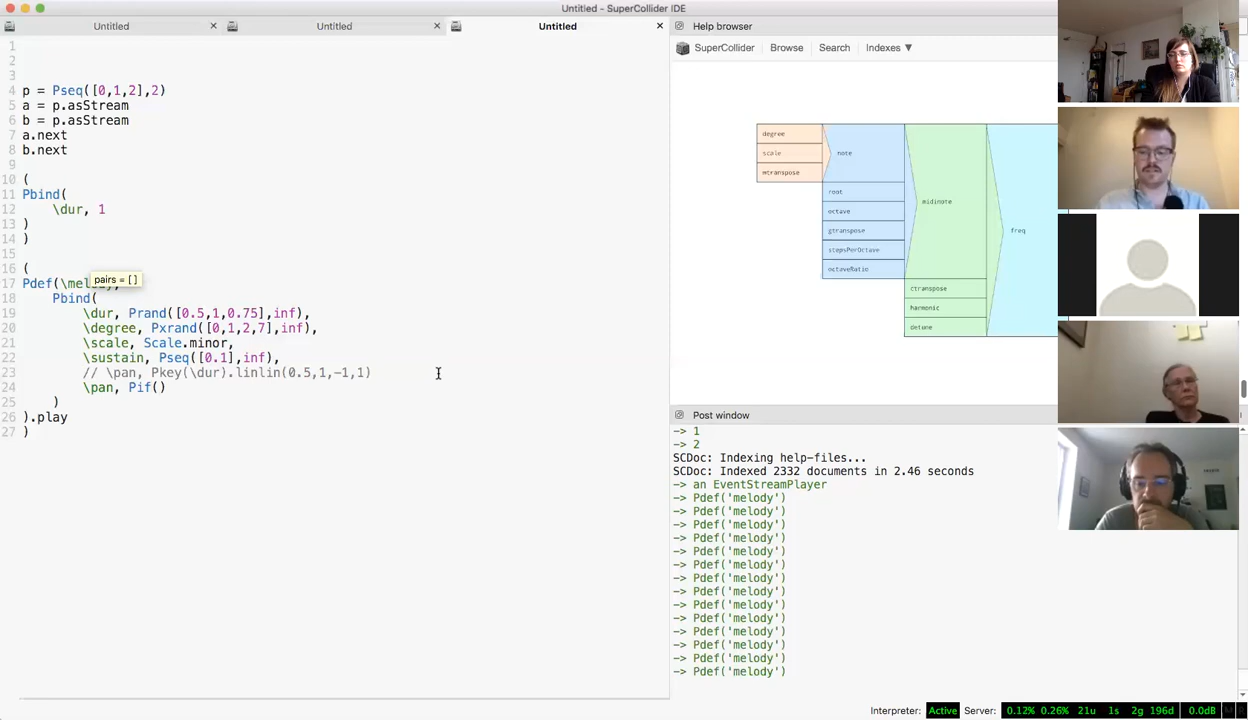 Untitled - SuperCollider IDE
Untitled
Untitled
Untitled
1
2
3
4 p = Pseq([0,1,2],2)
5 a = p.asStream
6 b = p.asStream
7 a.next
8 b.next
9
10 (
11 Pbind(
12 \dur, 1
13 )
14 )
15
16 (
pairs = []
17 Pdef(\melody,
18 Pbind(
19 \dur, Prand([0.5,1,0.75],inf),
20 \degree, Pxrand([0,1,2,7],inf),
21 \scale, Scale.minor,
22 \sustain, Pseq([0.1],inf),
23 // \pan, Pkey(\dur).linlin(0.5,1,-1,1)
24 \pan, Pif()
25 )
26 ).play
27 )
Help browser
SuperCollider Browse Search Indexes ▼
degree
scale
mtranspose
note
root
octave
gtranspose
stepsPerOctave
octaveRatio
midinote
ctranspose
harmonic
detune
freq
Post window
-> 1
-> 2
SCDoc: Indexing help-files...
SCDoc: Indexed 2332 documents in 2.46 seconds
-> an EventStreamPlayer
-> Pdef('melody')
-> Pdef('melody')
-> Pdef('melody')
-> Pdef('melody')
-> Pdef('melody')
-> Pdef('melody')
-> Pdef('melody')
-> Pdef('melody')
-> Pdef('melody')
-> Pdef('melody')
-> Pdef('melody')
-> Pdef('melody')
-> Pdef('melody')
-> Pdef('melody')
Interpreter: Active Server: 0.12% 0.26% 21u 1s 2g 196d 0.0dB